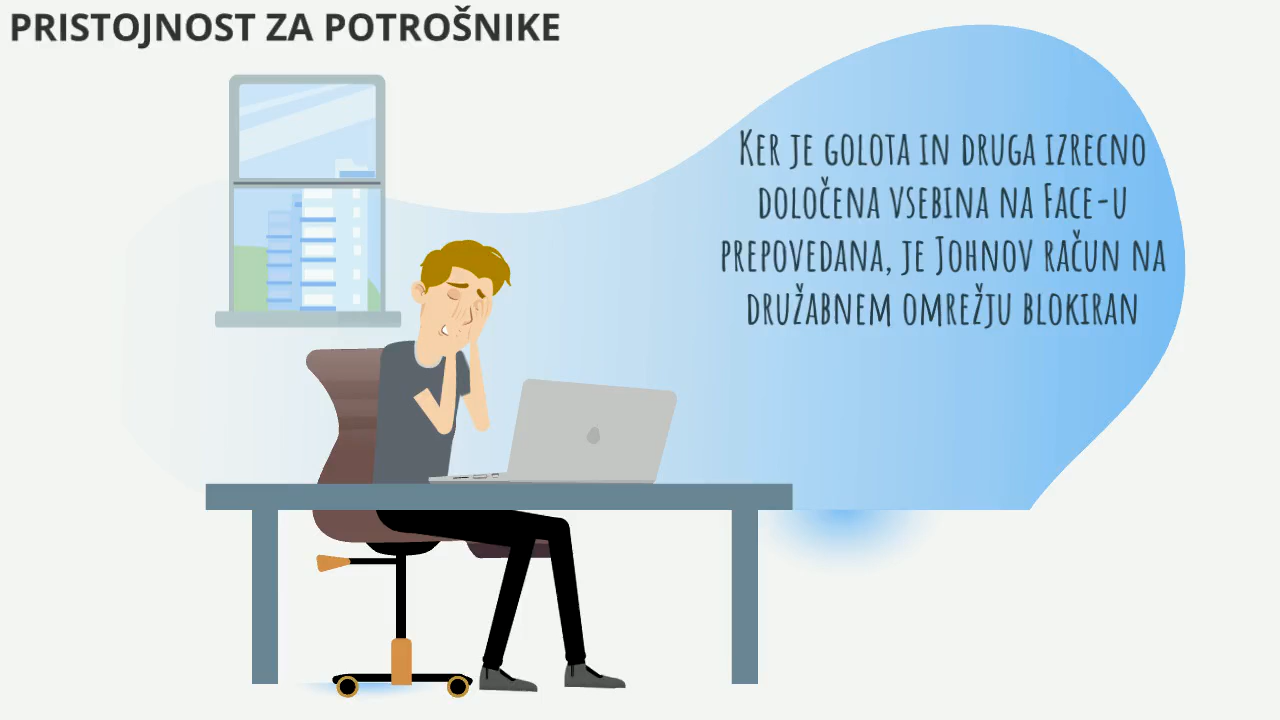 PRISTOJNOST ZA POTROŠNIKE
Ker je golota in druga izrecno
določena vsebina na Face-u
prepovedana, je Johnov račun na
družabnem omrežju blokiran